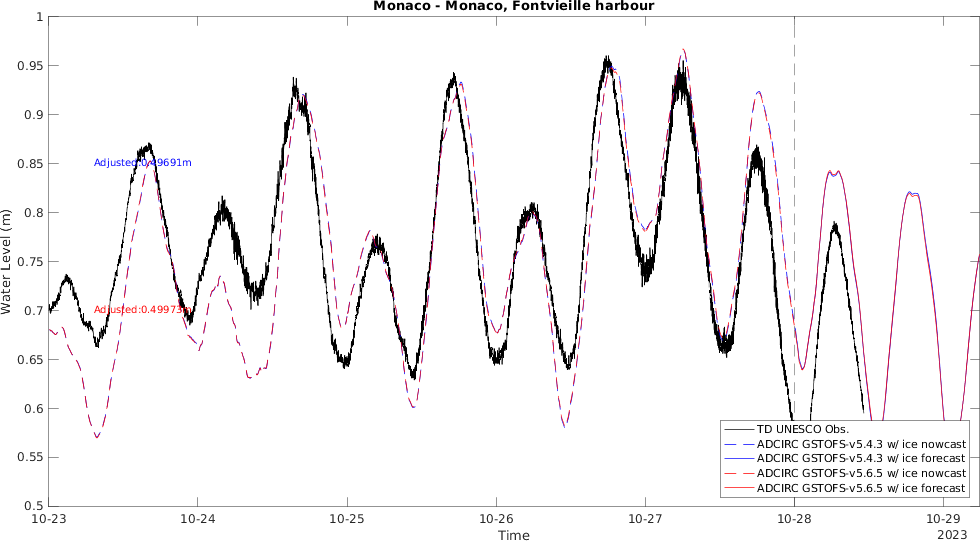 Monaco - Monaco, Fontvieille harbour
1
0.95
0.9
0.85
0.8
0.75
0.7
0.65
0.6
0.55
0.5
Water Level (m)
Adjusted:0.49691m
Adjusted:0.49973m
TD UNESCO Obs.
ADCIRC GSTOFS-v5.4.3 w/ ice nowcast
ADCIRC GSTOFS-v5.4.3 w/ ice forecast
ADCIRC GSTOFS-v5.6.5 w/ ice nowcast
ADCIRC GSTOFS-v5.6.5 w/ ice forecast
10-23 10-24 10-25 10-26 10-27 10-28 10-29
Time
2023